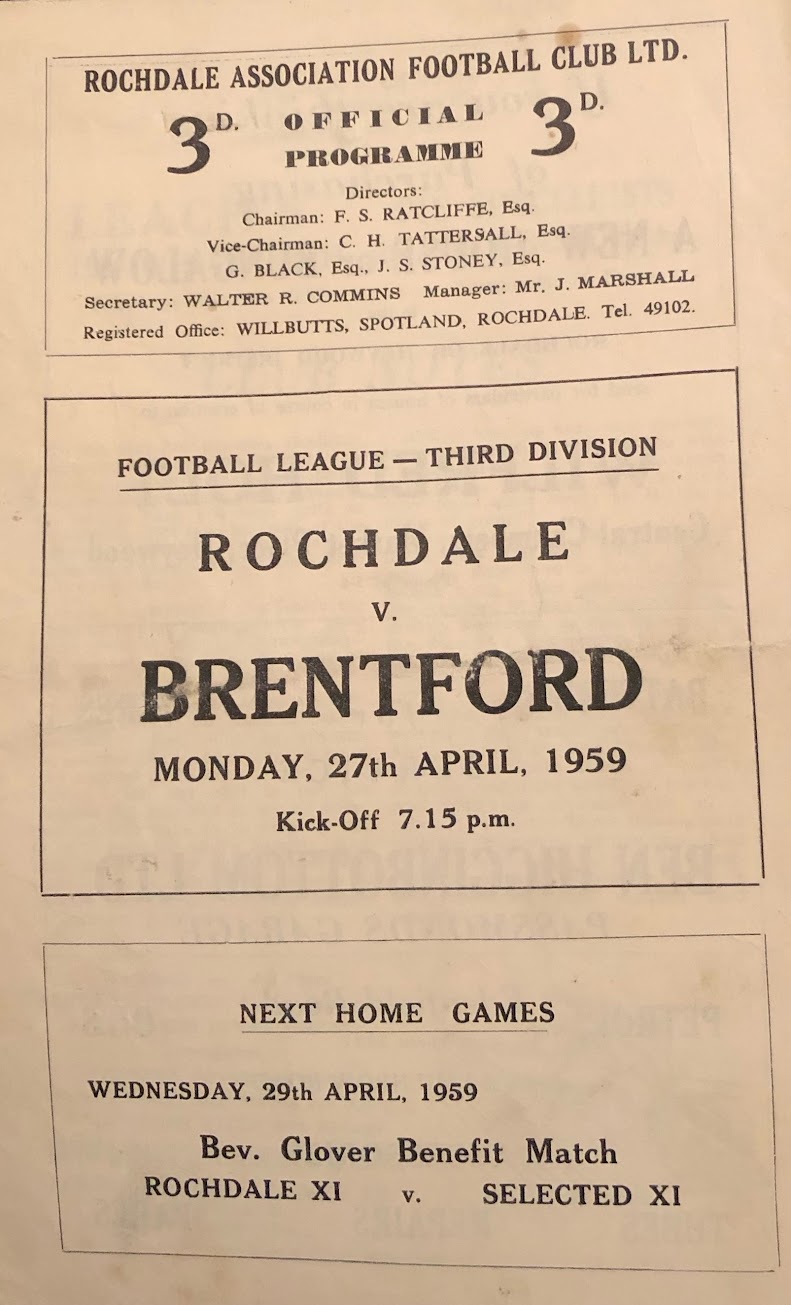 ROCHDALE ASSOCIATION FOOTBALL CLUB LTD.
3D. OFFICIAL PROGRAMME 3D.
Directors:
Chairman: F. S. RATCLIFFE, Esq.
Vice-Chairman: C. H. TATTERSALL, Esq.
G. BLACK, Esq., J. S. STONEY, Esq.
Secretary: WALTER R. COMMINS Manager: Mr. J. MARSHALL
Registered Office: WILLBUTTS, SPOTLAND, ROCHDALE. Tel. 49102.
FOOTBALL LEAGUE — THIRD DIVISION
ROCHDALE
V.
BRENTFORD
MONDAY, 27th APRIL, 1959
Kick-Off 7.15 p.m.
NEXT HOME GAMES
WEDNESDAY, 29th APRIL, 1959
Bev. Glover Benefit Match
ROCHDALE XI v. SELECTED XI